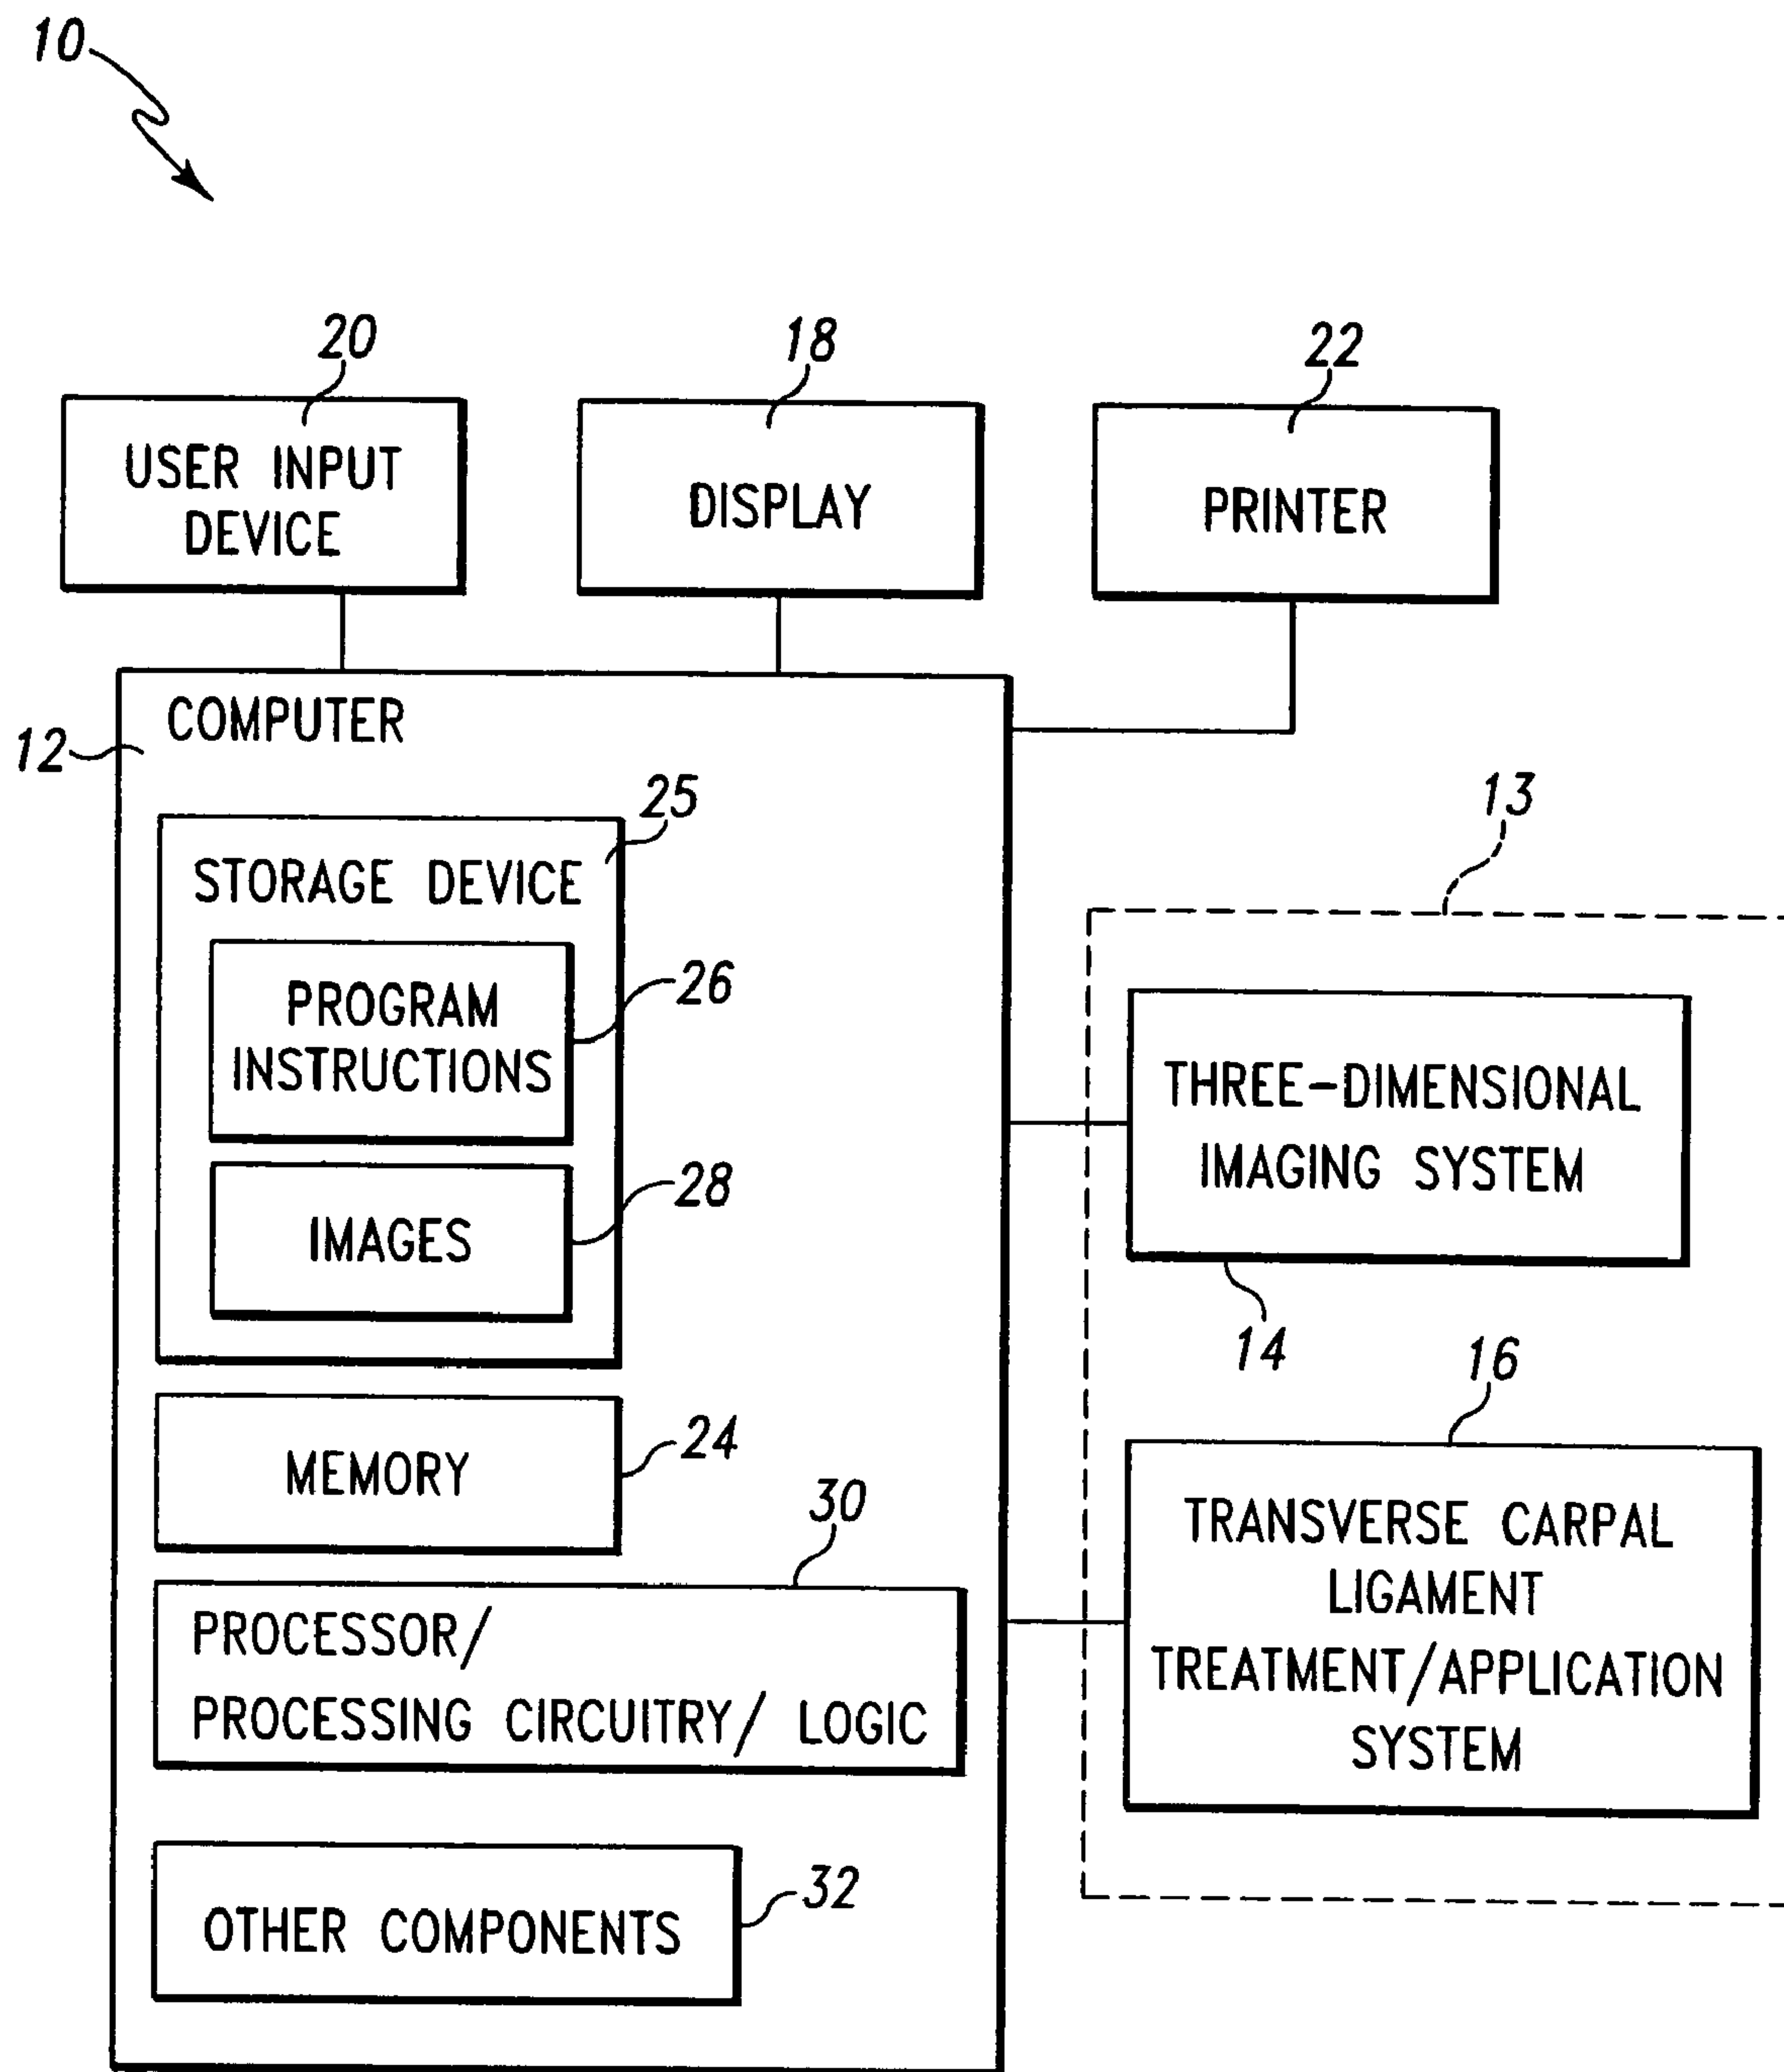 10
20
18
22
USER INPUT
DEVICE
DISPLAY
PRINTER
12
COMPUTER
25
STORAGE DEVICE
PROGRAM
INSTRUCTIONS
26
IMAGES
28
MEMORY
24
30
PROCESSOR/
PROCESSING CIRCUITRY/ LOGIC
OTHER COMPONENTS
32
13
THREE-DIMENSIONAL
IMAGING SYSTEM
14
16
TRANSVERSE CARPAL
LIGAMENT
TREATMENT/APPLICATION
SYSTEM